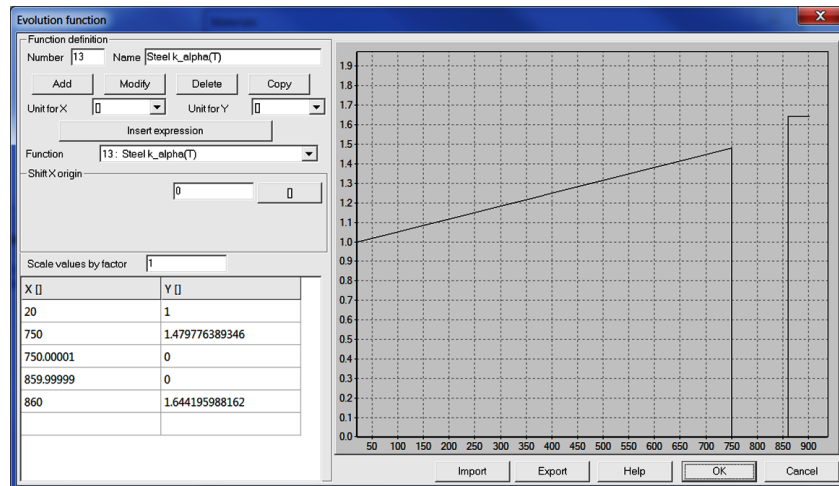 Evolution function
Function definition
Number 13 Name Steel k_alpha(T)
Add Modify Delete Copy
Unit for X [] Unit for Y []
Insert expression
Function 13 : Steel k_alpha(T)
Shift X origin
0 []
Scale values by factor 1
X [] Y []
20 1
750 1.479776389346
750.00001 0
859.99999 0
860 1.644195988162
1.9
1.8
1.7
1.6
1.5
1.4
1.3
1.2
1.1
1.0
0.9
0.8
0.7
0.6
0.5
0.4
0.3
0.2
0.1
0.0
50 100 150 200 250 300 350 400 450 500 550 600 650 700 750 800 850 900
Import Export Help OK Cancel